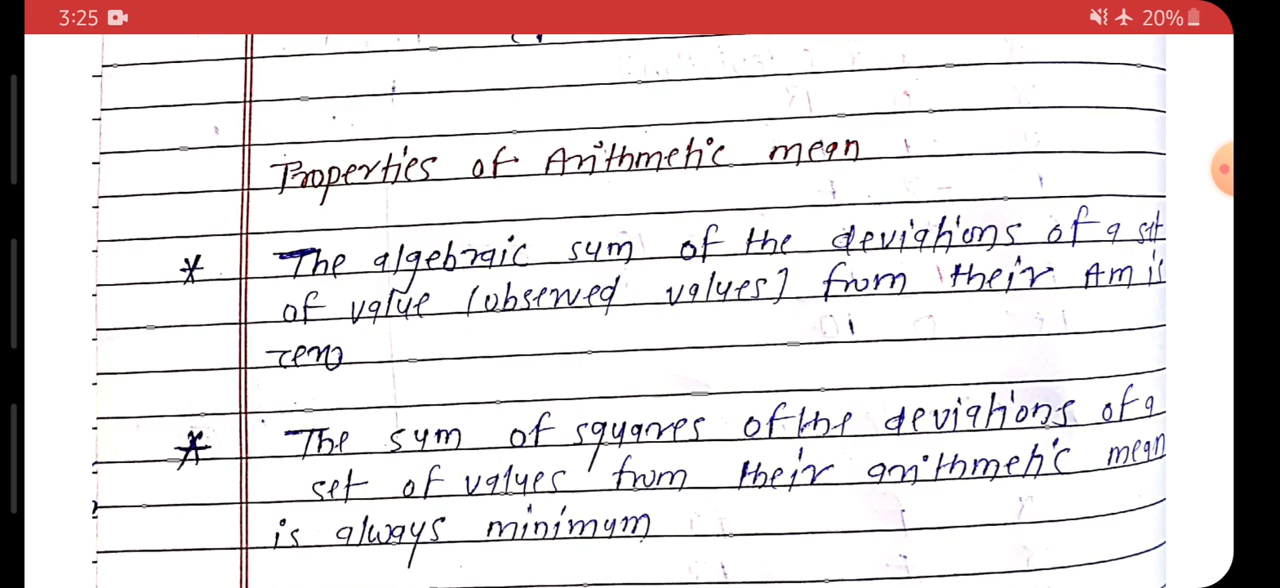 3:25
20%
Properties of Arithmetic mean
* The algebraic sum of the deviations of a set
of value (observed values) from their Am is
zero
* The sum of squares of the deviations of a
set of values from their arithmetic mean
is always minimum